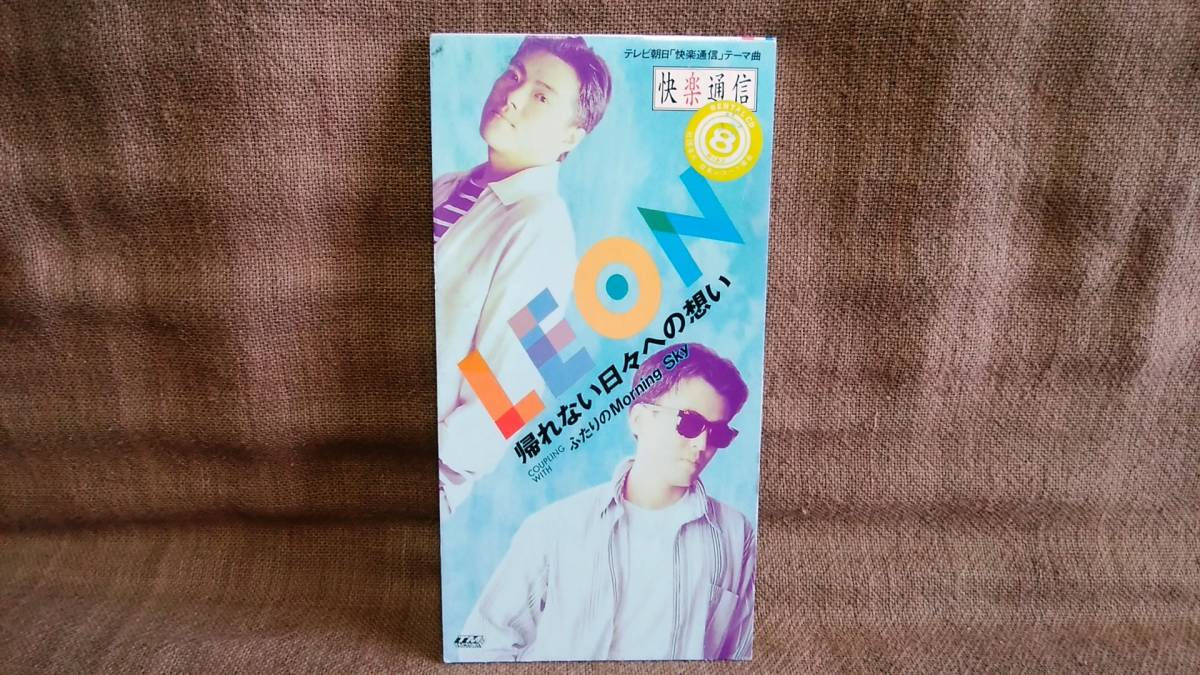 テレビ朝日「快楽通信」テーマ曲
快楽通信
RENTAL CD
8
LEON
帰れない日々への想い
COUPLING
WITH
ふたりのMorning Sky